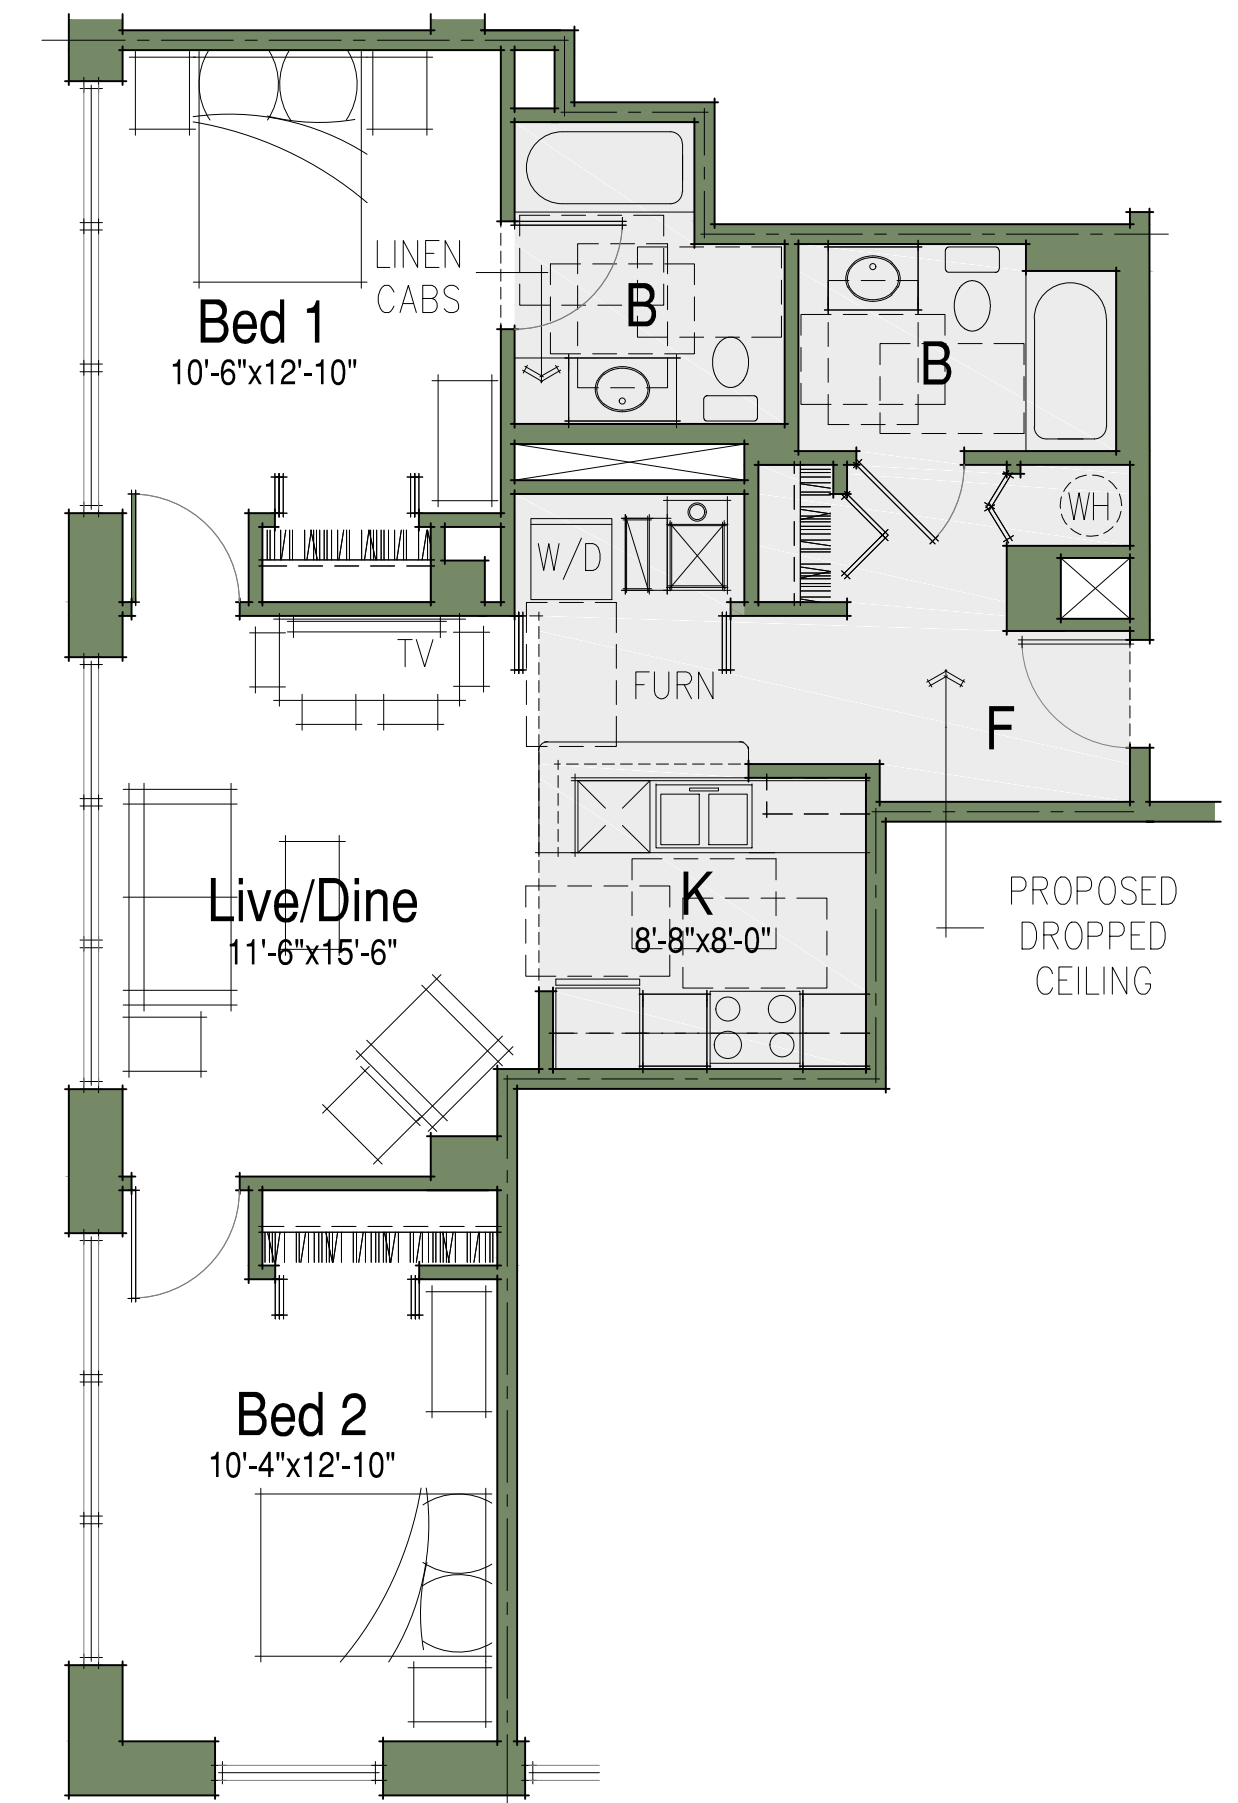 LINEN
CABS
Bed 1
10'-6"x12'-10"
B
B
WH
W/D
TV
FURN
F
Live/Dine
11'-6"x15'-6"
K
8'-8"x8'-0"
PROPOSED
DROPPED
CEILING
Bed 2
10'-4"x12'-10"